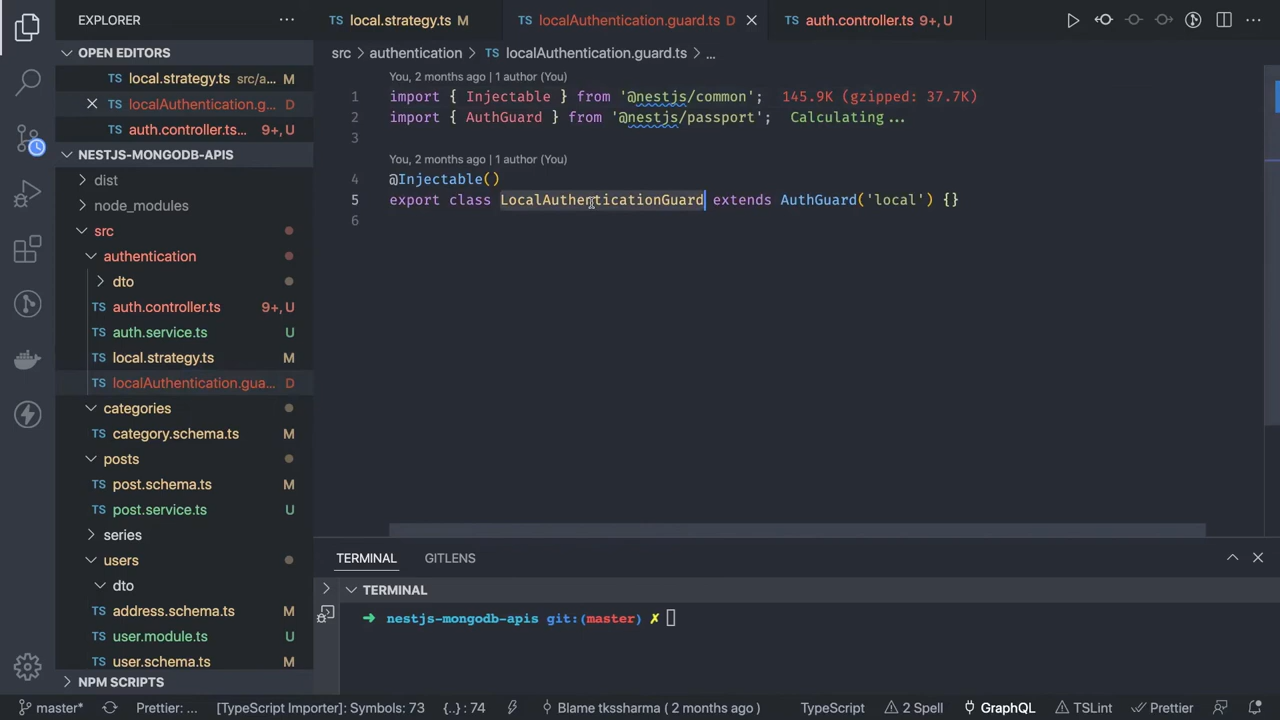 EXPLORER
local.strategy.ts M
localAuthentication.guard.ts D
auth.controller.ts 9+, U
OPEN EDITORS
local.strategy.ts src/a... M
localAuthentication.g... D
auth.controller.ts... 9+, U
NESTJS-MONGODB-APIS
dist
node_modules
src
authentication
dto
auth.controller.ts 9+, U
auth.service.ts U
local.strategy.ts M
localAuthentication.gua... D
categories
category.schema.ts M
posts
post.schema.ts M
post.service.ts U
series
users
dto
address.schema.ts M
user.module.ts U
user.schema.ts M
NPM SCRIPTS
src > authentication > TS localAuthentication.guard.ts > ...
You, 2 months ago | 1 author (You)
1 import { Injectable } from '@nestjs/common'; 145.9K (gzipped: 37.7K)
2 import { AuthGuard } from '@nestjs/passport'; Calculating...
3
You, 2 months ago | 1 author (You)
4 @Injectable()
5 export class LocalAuthenticationGuard extends AuthGuard('local') {}
6
TERMINAL GITLENS
TERMINAL
➜ nestjs-mongodb-apis git:(master) ✗
master* Prettier: ... [TypeScript Importer]: Symbols: 73 {..} : 74 Blame tkssharma ( 2 months ago ) TypeScript 2 Spell GraphQL TSLint Prettier